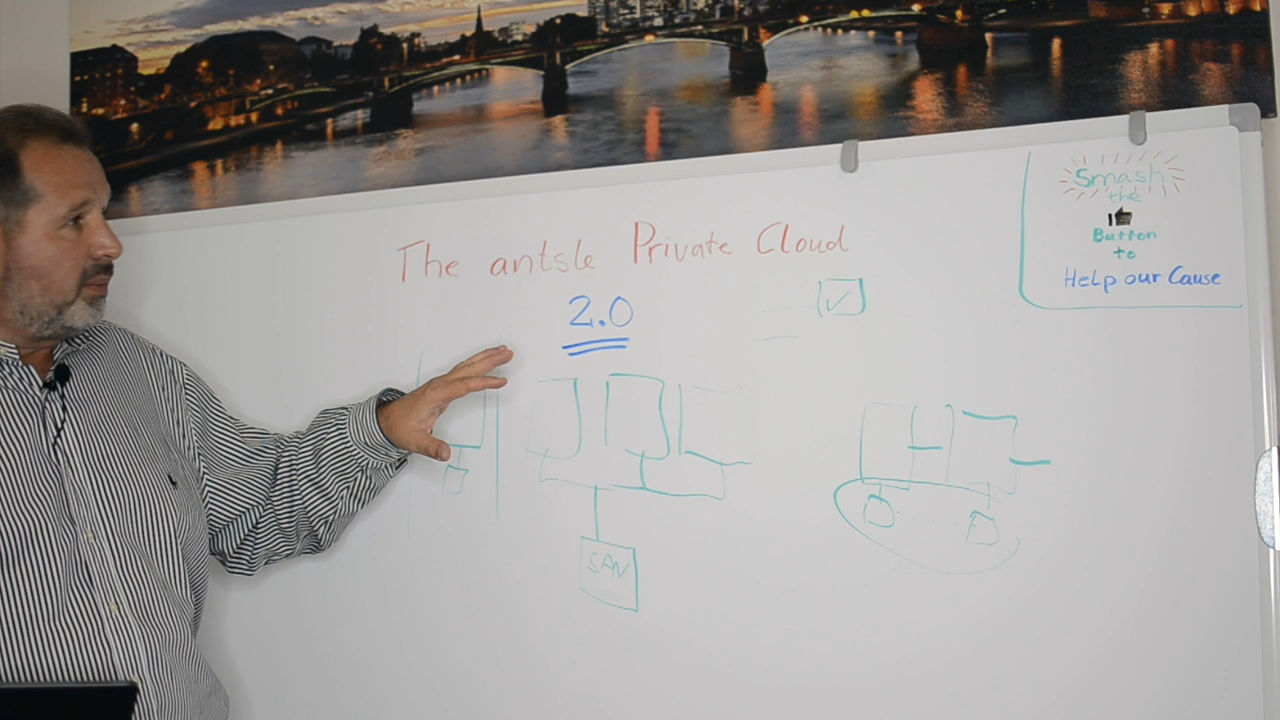 The antsle Private Cloud
2.0
SAN
Smash
the
Button
to
Help our Cause